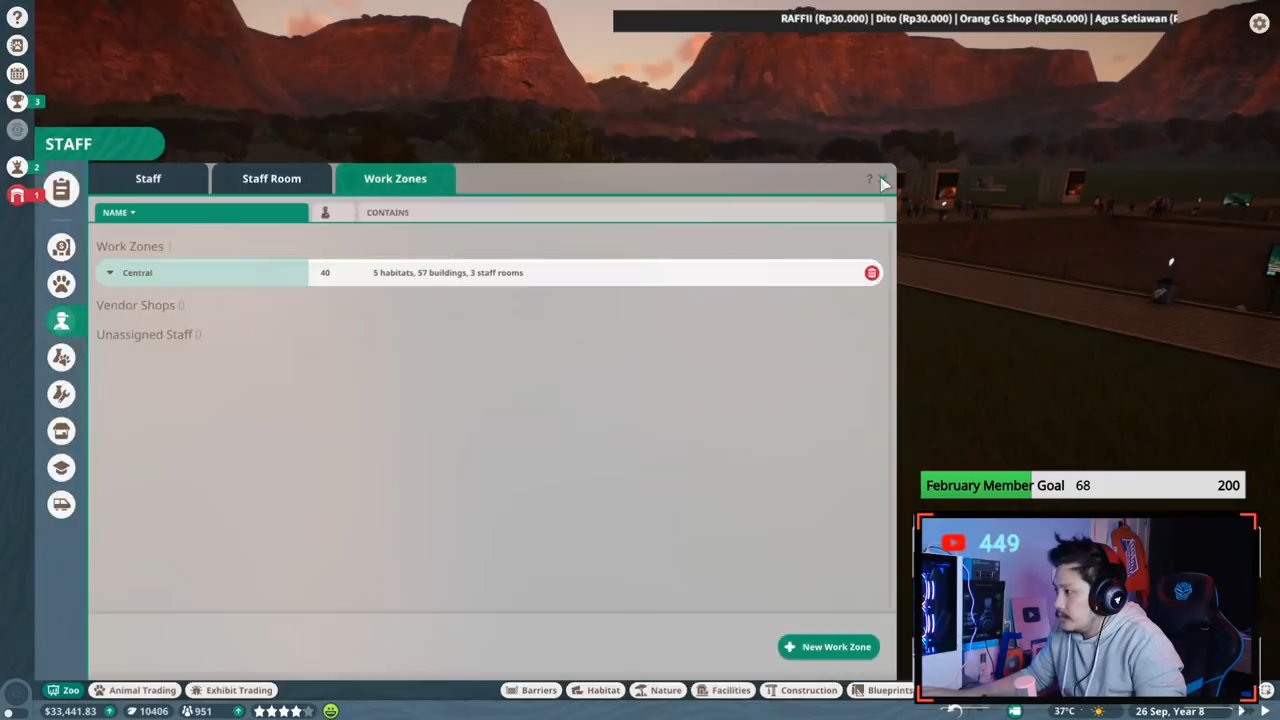 RAFFII (Rp30.000) | Dito (Rp30.000) | Orang Gs Shop (Rp50.000) | Agus Setiawan
3
STAFF
2
1
Staff
Staff Room
Work Zones
?
NAME
CONTAINS
Work Zones 1
Central
40
5 habitats, 57 buildings, 3 staff rooms
Vendor Shops 0
Unassigned Staff 0
February Member Goal 68
200
449
New Work Zone
Zoo
Animal Trading
Exhibit Trading
Barriers
Habitat
Nature
Facilities
Construction
Blueprints
$33,441.83
10406
951
37°C
26 Sep, Year 8